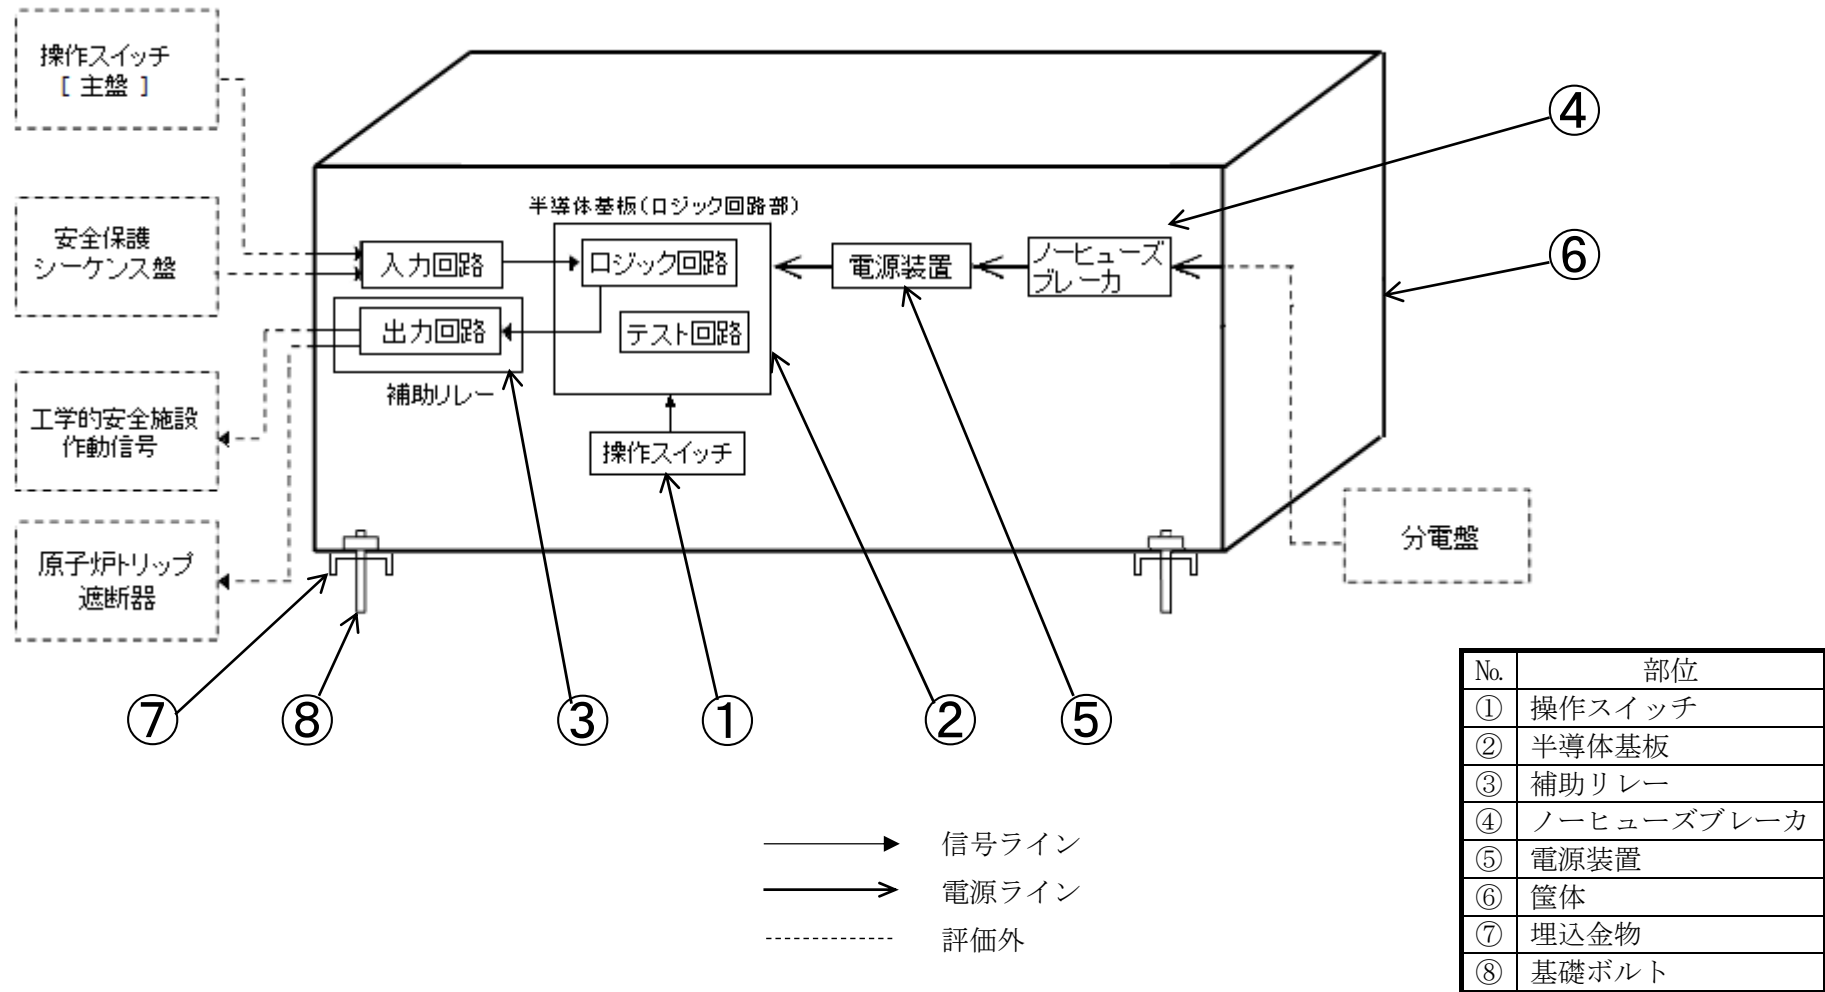 操作スイッチ
[ 主盤 ]
④
半導体基板(ロジック回路部)
安全保護
シーケンス盤
入力回路
ロジック回路
電源装置
ノーヒューズ
ブレーカ
⑥
出力回路
テスト回路
補助リレー
工学的安全施設
作動信号
操作スイッチ
原子炉トリップ
遮断器
分電盤
⑦
⑧
③
①
②
⑤
信号ライン
電源ライン
評価外
№ 部位
① 操作スイッチ
② 半導体基板
③ 補助リレー
④ ノーヒューズブレーカ
⑤ 電源装置
⑥ 筐体
⑦ 埋込金物
⑧ 基礎ボルト